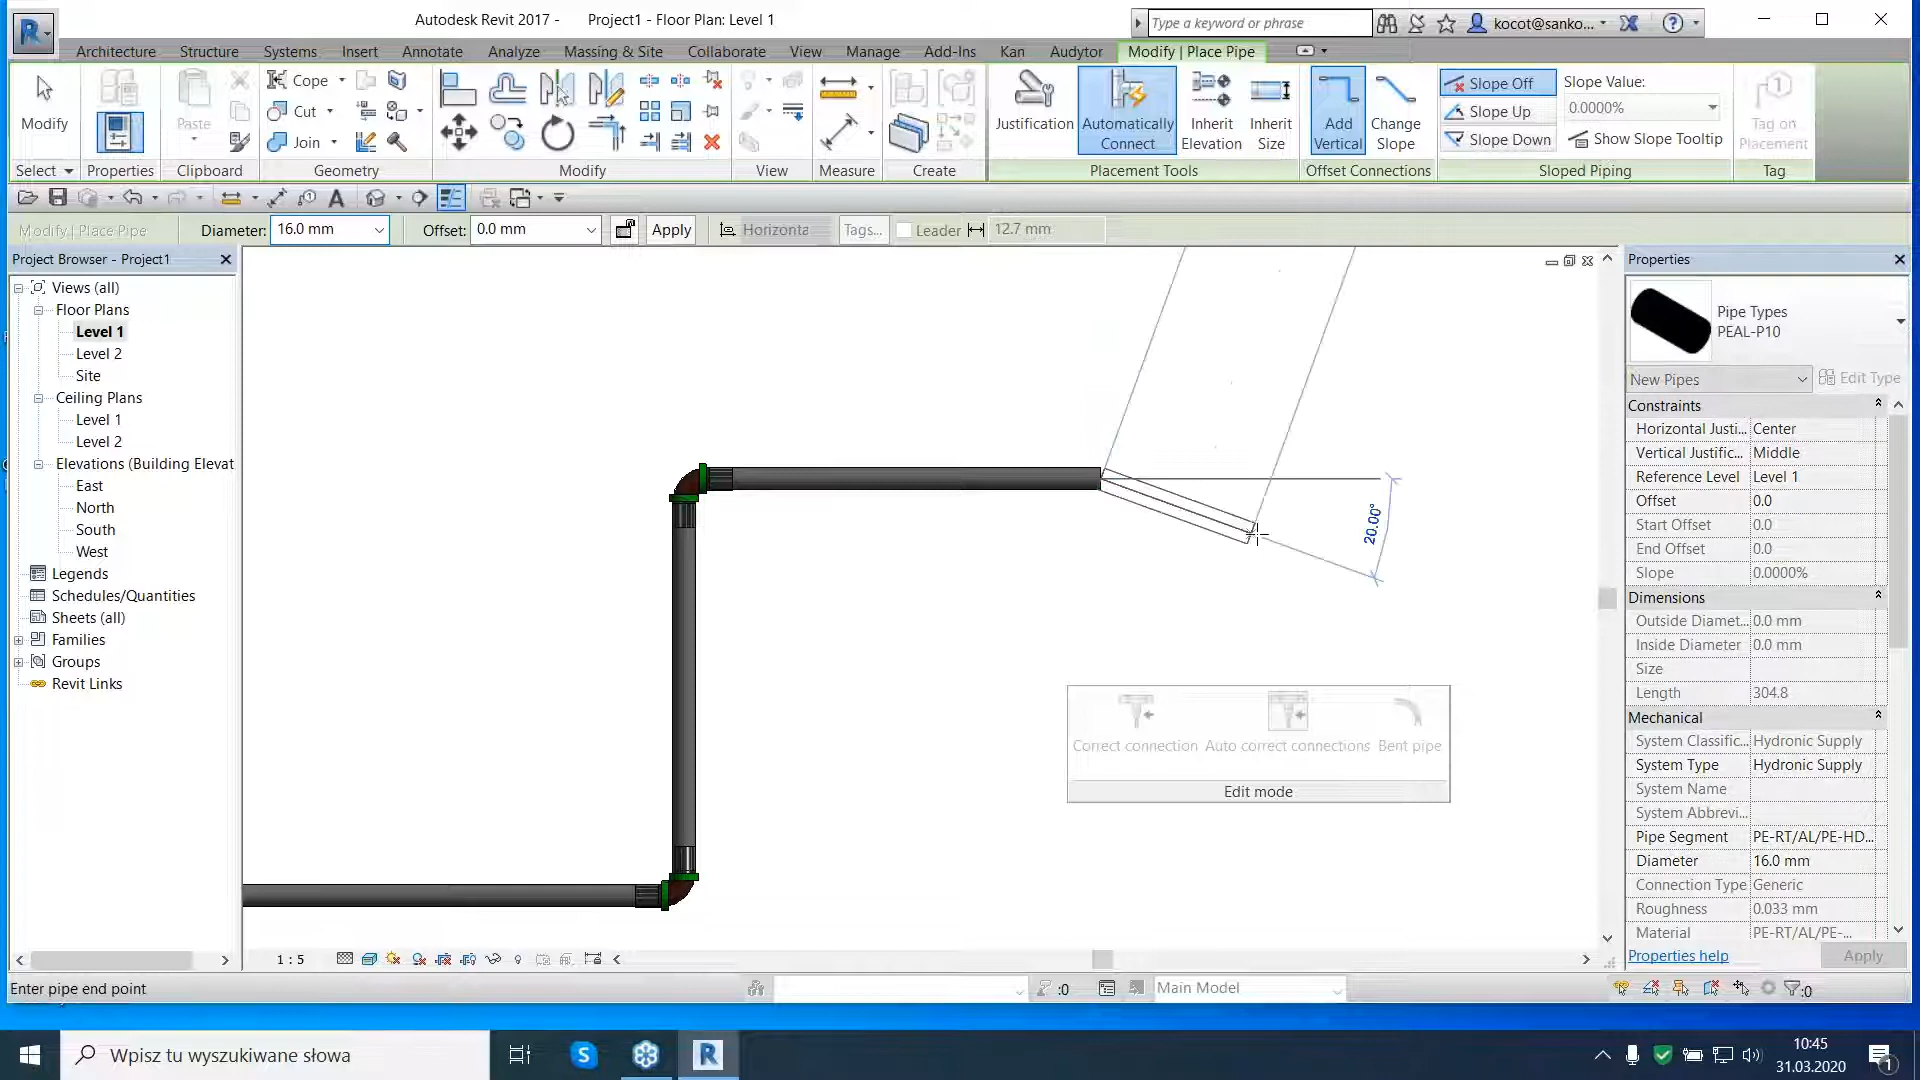 Autodesk Revit 2017 - Project1 - Floor Plan: Level 1
Type a keyword or phrase
kocot@sanko...
Architecture Structure Systems Insert Annotate Analyze Massing & Site Collaborate View Manage Add-Ins Kan Audytor Modify | Place Pipe
Modify
Paste
Cope
Cut
Join
Justification
Automatically Connect
Inherit Elevation
Inherit Size
Add Vertical
Change Slope
Slope Off
Slope Up
Slope Down
Slope Value:
0.0000%
Show Slope Tooltip
Tag on Placement
Select Properties Clipboard Geometry Modify View Measure Create Placement Tools Offset Connections Sloped Piping Tag
Modify | Place Pipe Diameter: 16.0 mm Offset: 0.0 mm Apply Horizonta Tags... Leader 12.7 mm
Project Browser - Project1
Views (all)
Floor Plans
Level 1
Level 2
Site
Ceiling Plans
Level 1
Level 2
Elevations (Building Elevat
East
North
South
West
Legends
Schedules/Quantities
Sheets (all)
Families
Groups
Revit Links
20.00°
Correct connection Auto correct connections Bent pipe
Edit mode
Properties
Pipe Types
PEAL-P10
New Pipes Edit Type
Constraints
Horizontal Justi... Center
Vertical Justific... Middle
Reference Level Level 1
Offset 0.0
Start Offset 0.0
End Offset 0.0
Slope 0.0000%
Dimensions
Outside Diamet... 0.0 mm
Inside Diameter 0.0 mm
Size
Length 304.8
Mechanical
System Classific... Hydronic Supply
System Type Hydronic Supply
System Name
System Abbrevi...
Pipe Segment PE-RT/AL/PE-HD...
Diameter 16.0 mm
Connection Type Generic
Roughness 0.033 mm
Material PE-RT/AL/PE-...
Properties help Apply
1 : 5
Enter pipe end point :0 Main Model :0
Wpisz tu wyszukiwane słowa
10:45
31.03.2020
1